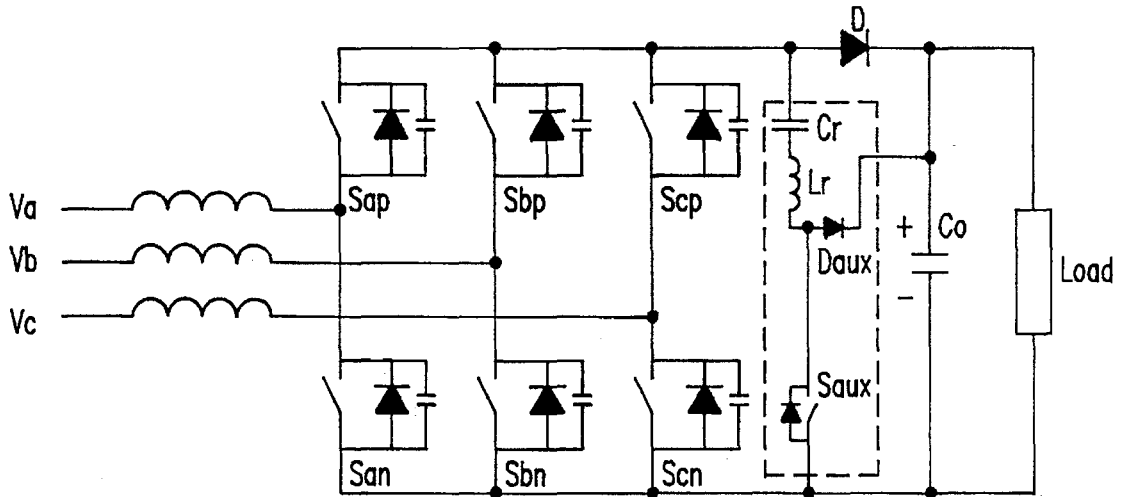 D
Cr
Lr
Sap
Sbp
Scp
Va
Vb
Vc
Daux
+
Co
-
Load
Saux
San
Sbn
Scn